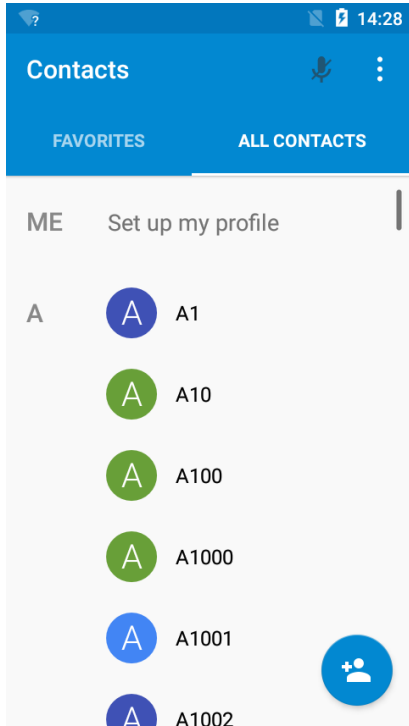 14:28
Contacts
FAVORITES
ALL CONTACTS
ME
Set up my profile
A
A
A1
A
A10
A
A100
A
A1000
A
A1001
A
A1002